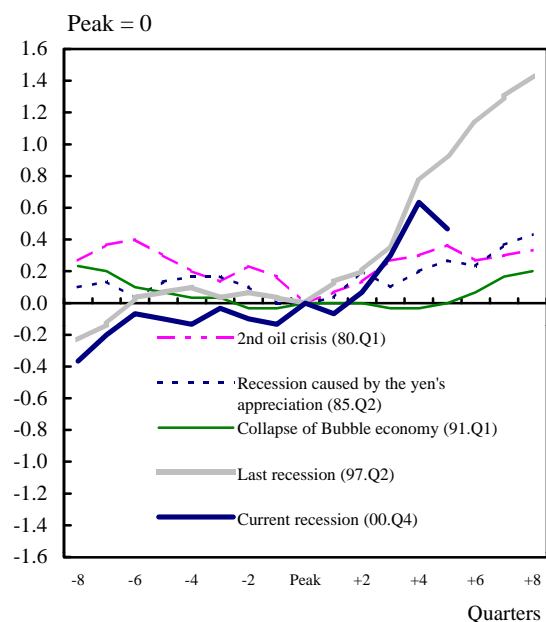 Peak = 0
1.6
1.4
1.2
1.0
0.8
0.6
0.4
0.2
0.0
-0.2
-0.4
-0.6
-0.8
-1.0
-1.2
-1.4
-1.6
2nd oil crisis (80.Q1)
Recession caused by the yen's
appreciation (85.Q2)
Collapse of Bubble economy (91.Q1)
Last recession (97.Q2)
Current recession (00.Q4)
-8 -6 -4 -2 Peak +2 +4 +6 +8
Quarters